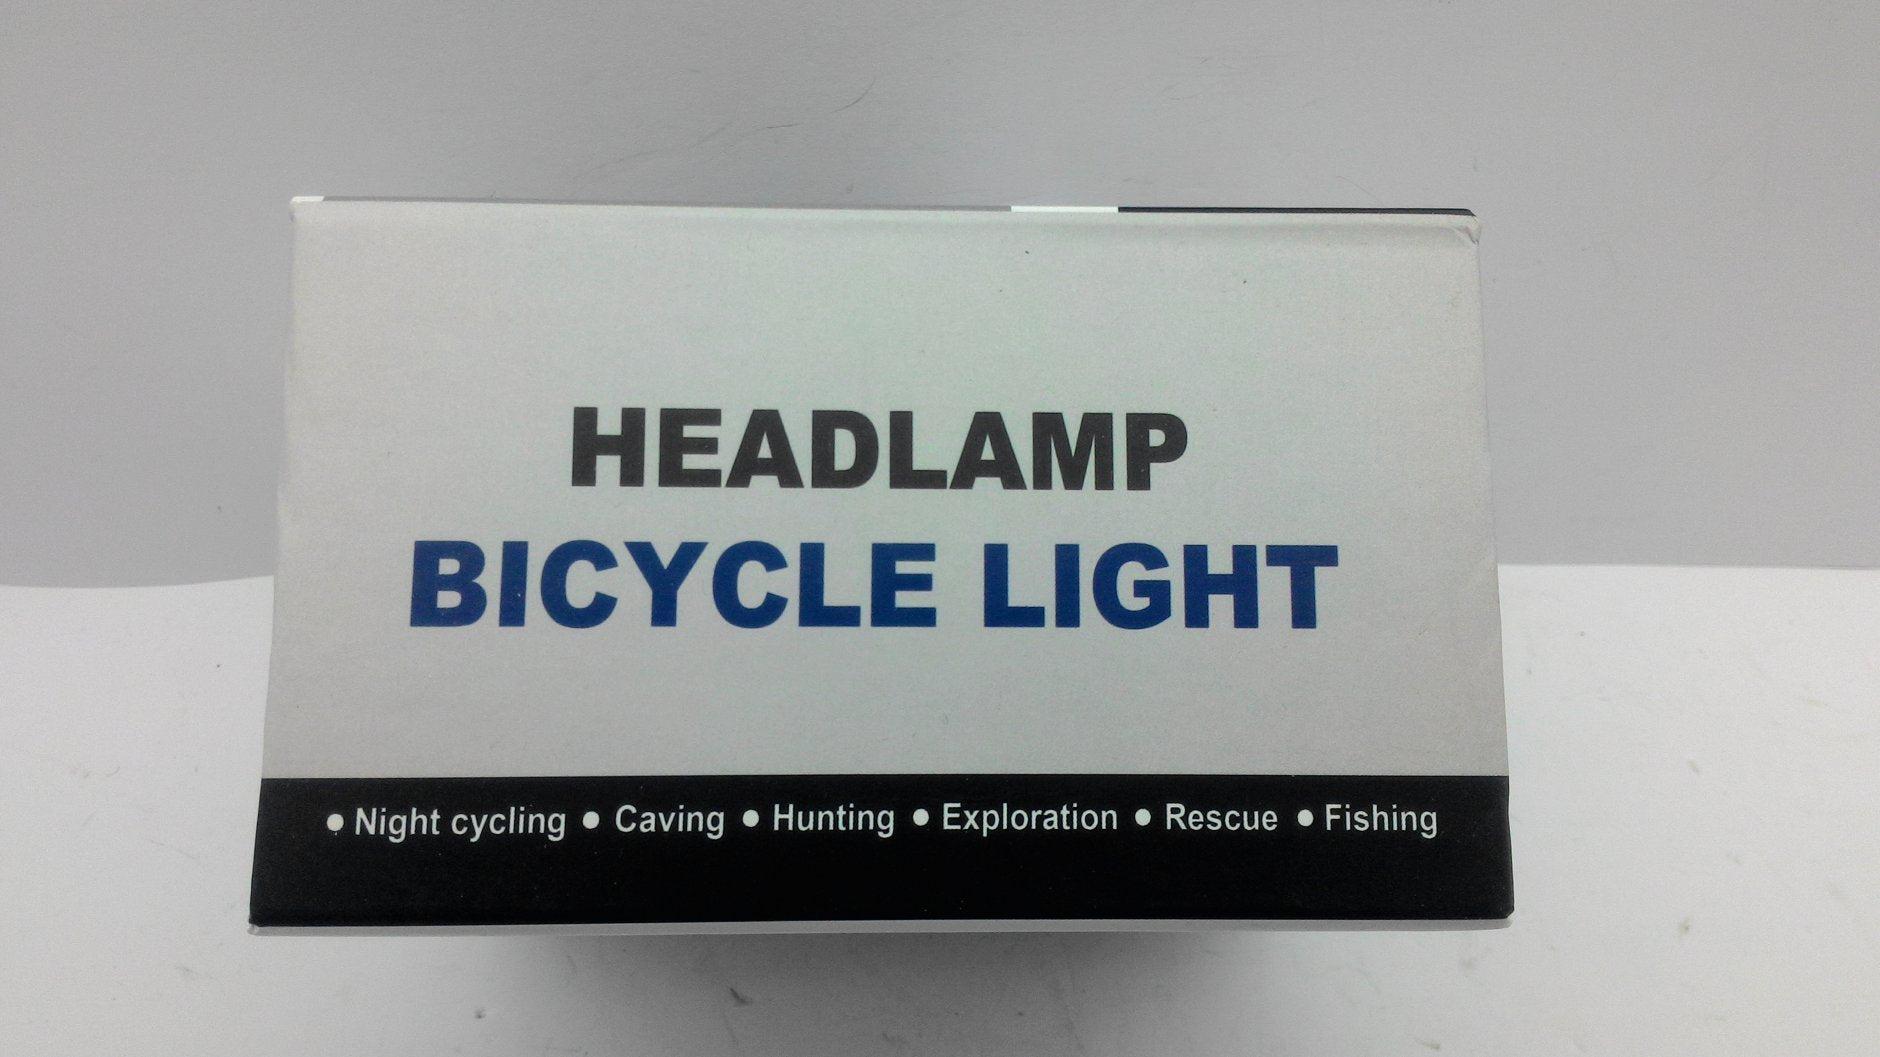 HEADLAMP
BICYCLE LIGHT
● Night cycling ● Caving ● Hunting ● Exploration ● Rescue ● Fishing